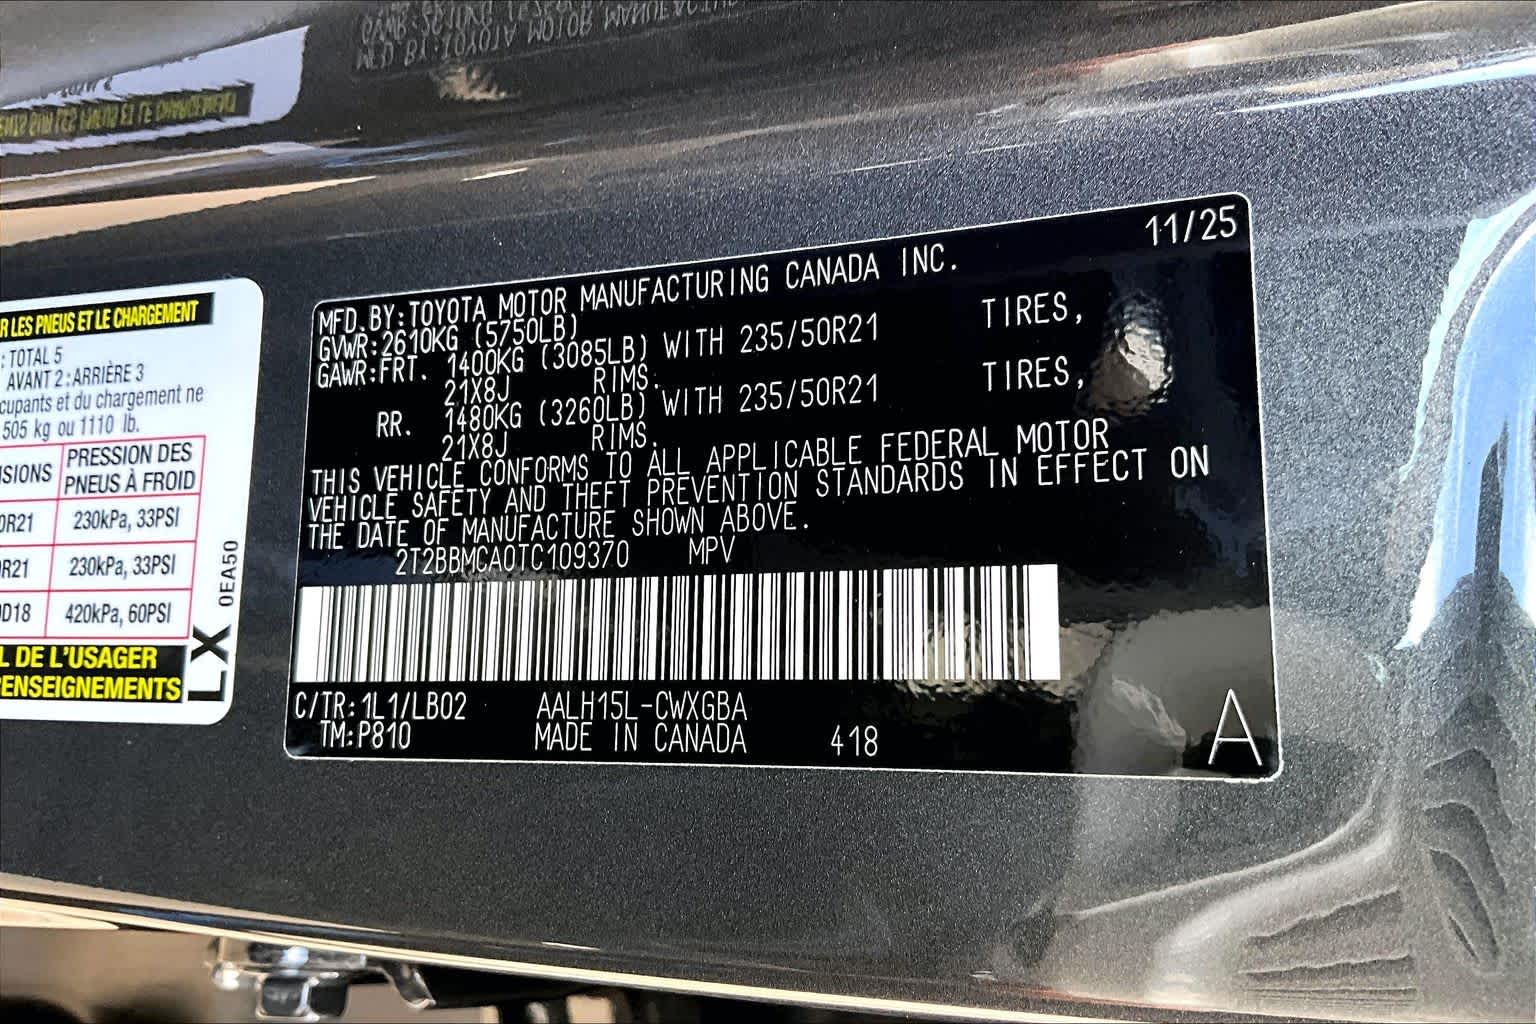 R LES PNEUS ET LE CHARGEMENT
: TOTAL 5
AVANT 2 : ARRIÈRE 3
cupants et du chargement ne
505 kg ou 1110 lb.
SIONS PRESSION DES PNEUS À FROID
0R21 230kPa, 33PSI
R21 230kPa, 33PSI
D18 420kPa, 60PSI
L DE L'USAGER
RENSEIGNEMENTS
LX 0EA50
11/25
MFD.BY:TOYOTA MOTOR MANUFACTURING CANADA INC.
GVWR:2610KG (5750LB)
GAWR:FRT. 1400KG (3085LB) WITH 235/50R21 TIRES,
21X8J RIMS.
RR. 1480KG (3260LB) WITH 235/50R21 TIRES,
21X8J RIMS.
THIS VEHICLE CONFORMS TO ALL APPLICABLE FEDERAL MOTOR
VEHICLE SAFETY AND THEFT PREVENTION STANDARDS IN EFFECT ON
THE DATE OF MANUFACTURE SHOWN ABOVE.
2T2BBMCA0TC109370 MPV
C/TR:1L1/LB02 AALH15L-CWXGBA
TM:P810 MADE IN CANADA 418 A